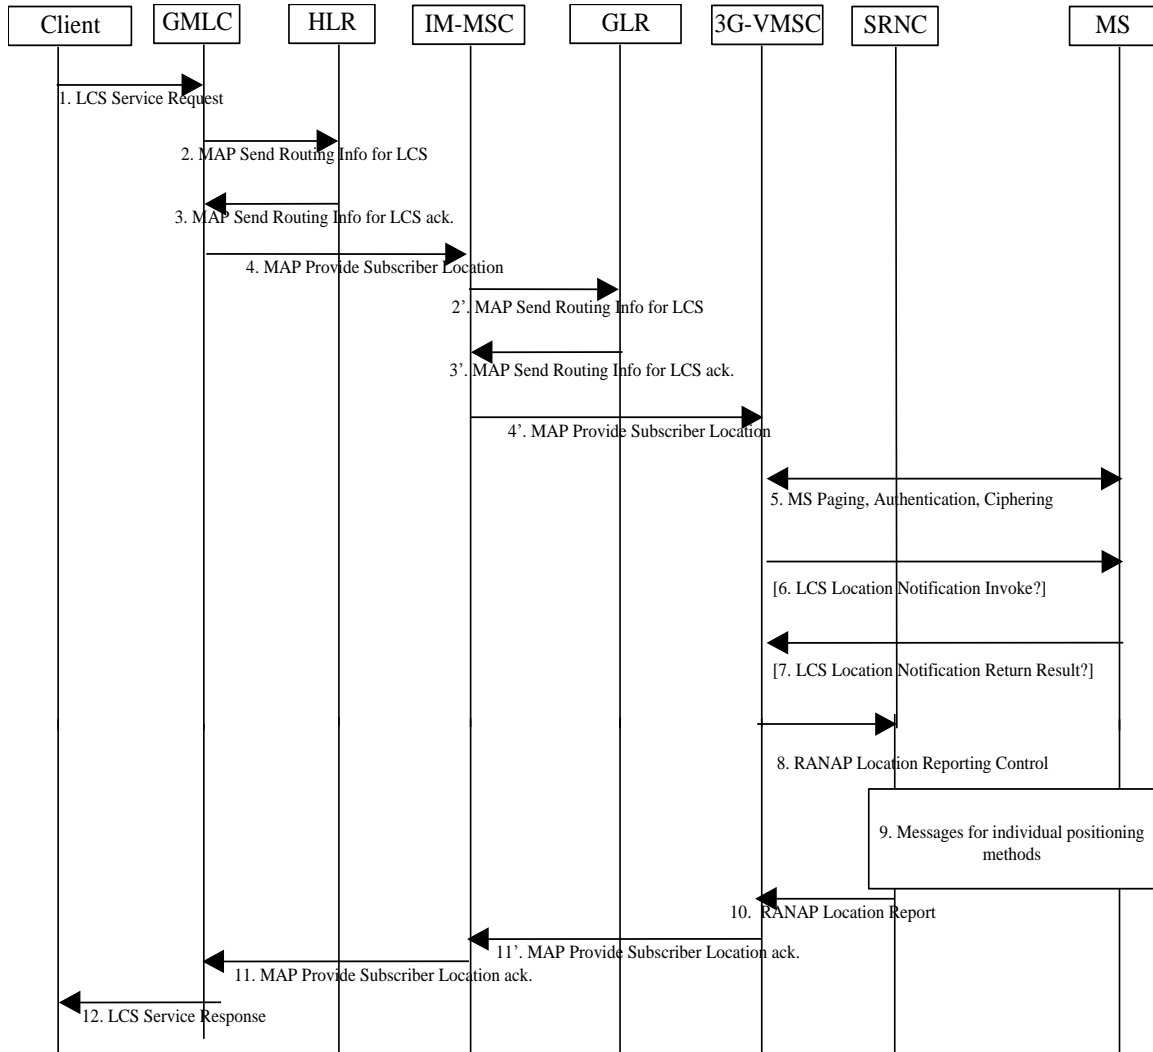 Client
GMLC
HLR
IM-MSC
GLR
3G-VMSC
SRNC
MS
1. LCS Service Request
2. MAP Send Routing Info for LCS
3. MAP Send Routing Info for LCS ack.
4. MAP Provide Subscriber Location
2’. MAP Send Routing Info for LCS
3’. MAP Send Routing Info for LCS ack.
4’. MAP Provide Subscriber Location
5. MS Paging, Authentication, Ciphering
[6. LCS Location Notification Invoke?]
[7. LCS Location Notification Return Result?]
8. RANAP Location Reporting Control
9. Messages for individual positioning
methods
10. RANAP Location Report
11’. MAP Provide Subscriber Location ack.
11. MAP Provide Subscriber Location ack.
12. LCS Service Response